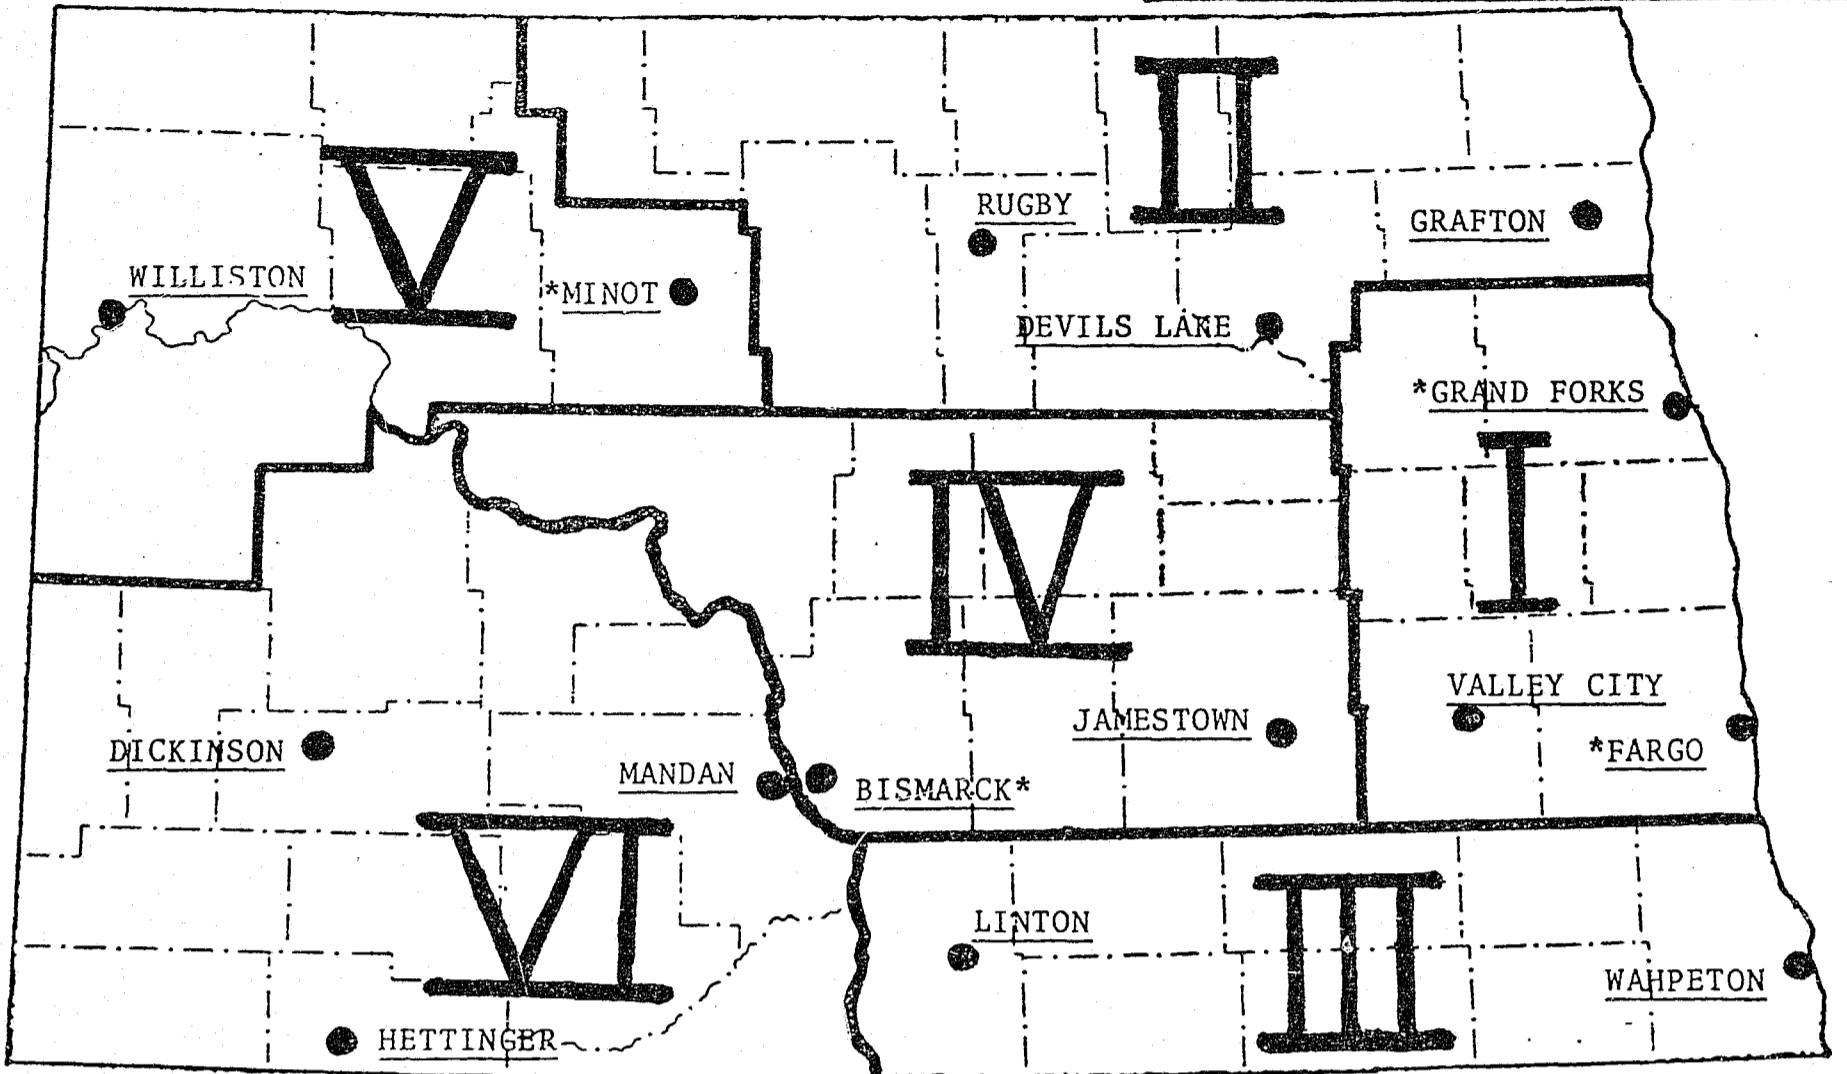 II
V
RUGBY
GRAFTON
WILLISTON
*MINOT
DEVILS LAKE
*GRAND FORKS
I
IV
VALLEY CITY
JAMESTOWN
DICKINSON
*FARGO
MANDAN
BISMARCK*
VI
III
LINTON
WAHPETON
HETTINGER